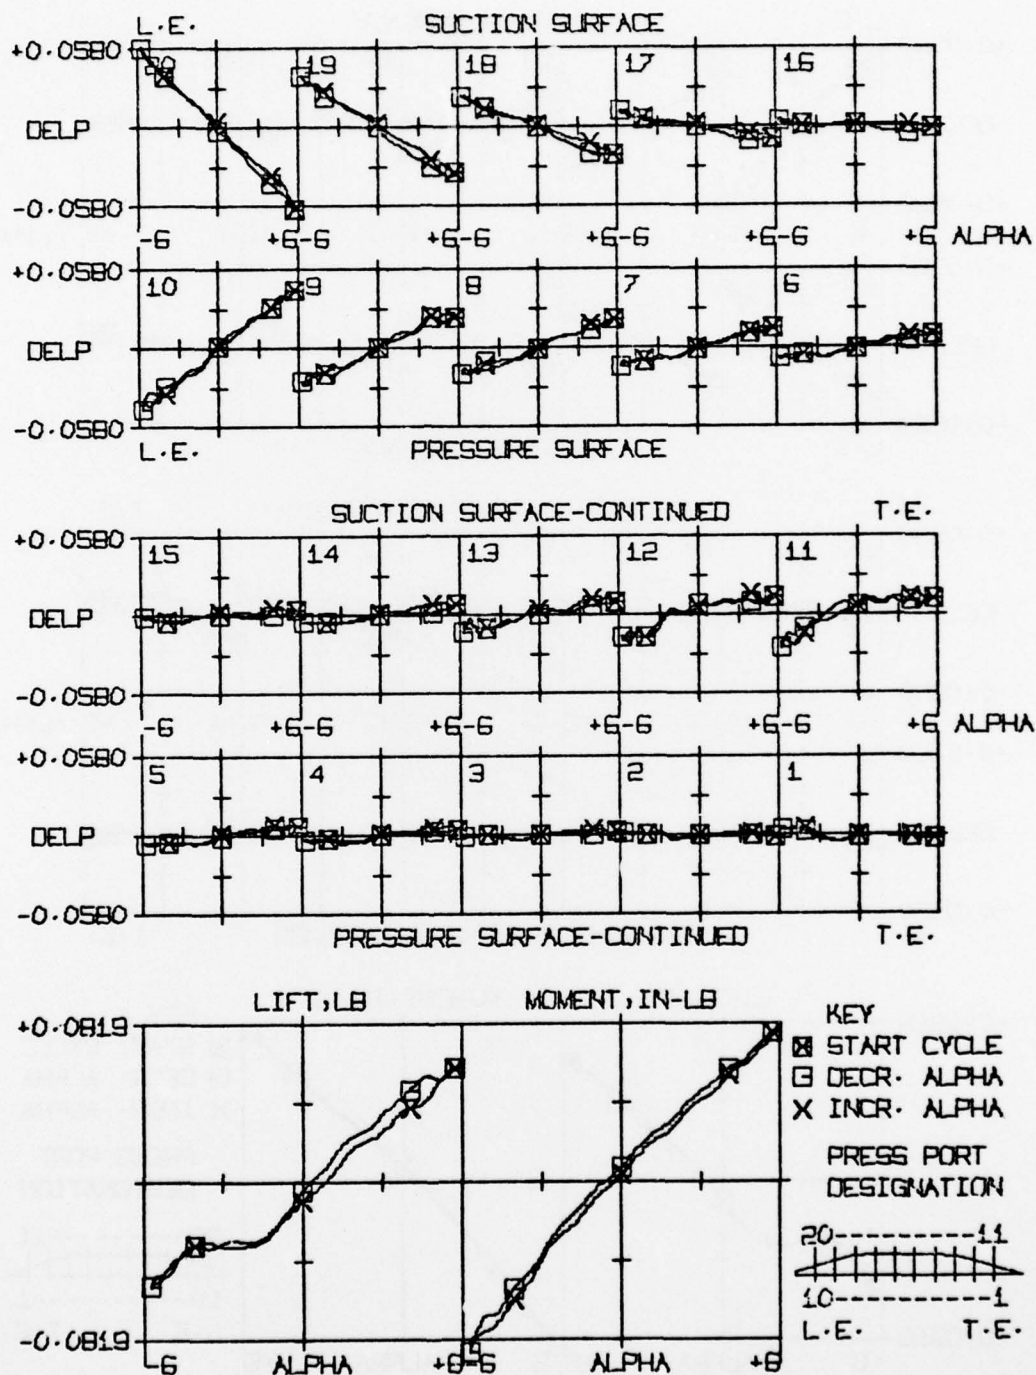 L.E. SUCTION SURFACE
+0.0580
20 19 18 17 16
DELP
-0.0580
-6 +6-6 +6-6 +6-6 +6-6 +6 ALPHA
+0.0580
10 9 8 7 6
DELP
-0.0580
L.E. PRESSURE SURFACE
SUCTION SURFACE-CONTINUED T.E.
+0.0580
15 14 13 12 11
DELP
-0.0580
-6 +6-6 +6-6 +6-6 +6-6 +6 ALPHA
+0.0580
5 4 3 2 1
DELP
-0.0580
PRESSURE SURFACE-CONTINUED T.E.
LIFT,LB MOMENT,IN-LB
+0.0819
-0.0819
-6 ALPHA +6-6 ALPHA +6
KEY
START CYCLE
DECR. ALPHA
INCR. ALPHA
PRESS PORT
DESIGNATION
20----------11
10----------1
L.E. T.E.